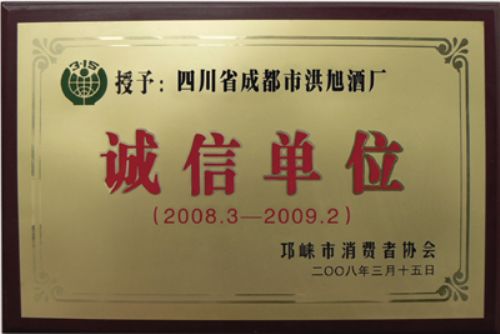 3·15
授予：四川省成都市洪旭酒厂
诚信单位
(2008.3—2009.2)
邛崃市消费者协会
二〇〇八年三月十五日